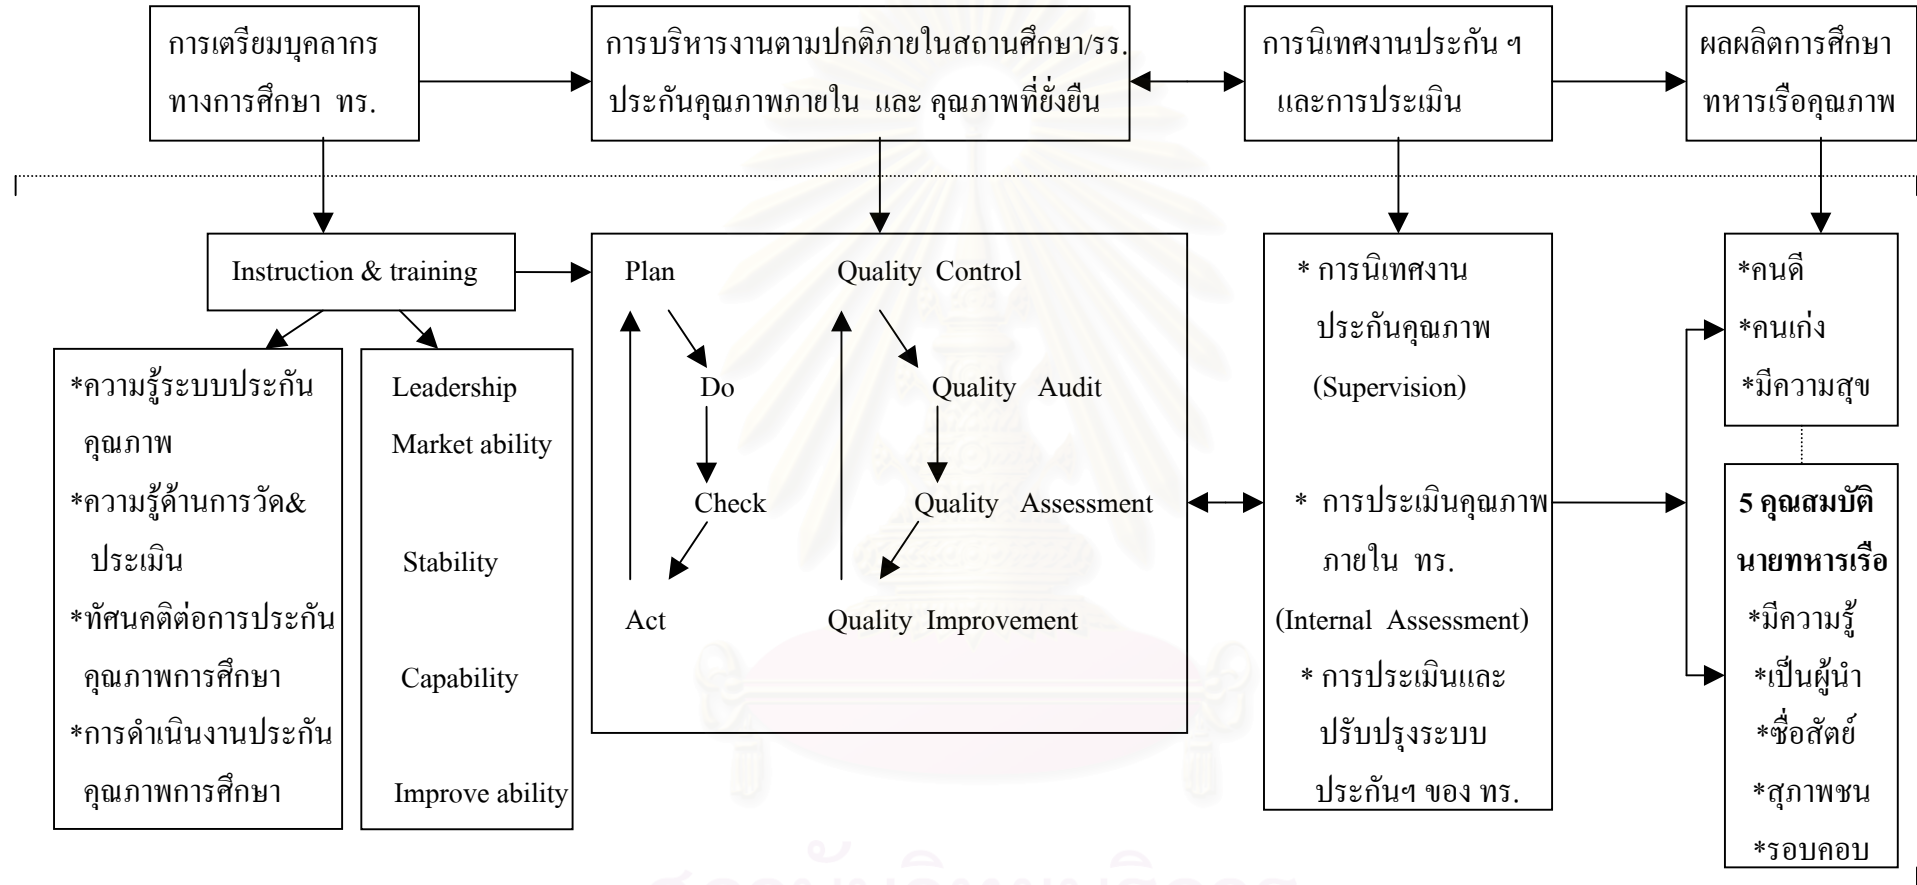 การเตรียมบุคลากร
ทางการศึกษา ทร.
การบริหารงานตามปกติภายในสถานศึกษา/รร.
ประกันคุณภาพภายใน และ คุณภาพที่ยั่งยืน
การนิเทศงานประกัน ฯ
และการประเมิน
ผลผลิตการศึกษา
ทหารเรือคุณภาพ
Instruction & training
*ความรู้ระบบประกัน
คุณภาพ
*ความรู้ด้านการวัด&
ประเมิน
*ทัศนคติต่อการประกัน
คุณภาพการศึกษา
*การดำเนินงานประกัน
คุณภาพการศึกษา
Leadership
Market ability
Stability
Capability
Improve ability
Plan
Do
Check
Act
Quality Control
Quality Audit
Quality Assessment
Quality Improvement
* การนิเทศงาน
ประกันคุณภาพ
(Supervision)
* การประเมินคุณภาพ
ภายใน ทร.
(Internal Assessment)
* การประเมินและ
ปรับปรุงระบบ
ประกันฯ ของ ทร.
*คนดี
*คนเก่ง
*มีความสุข
5 คุณสมบัติ
นายทหารเรือ
*มีความรู้
*เป็นผู้นำ
*ซื่อสัตย์
*สุภาพชน
*รอบคอบ